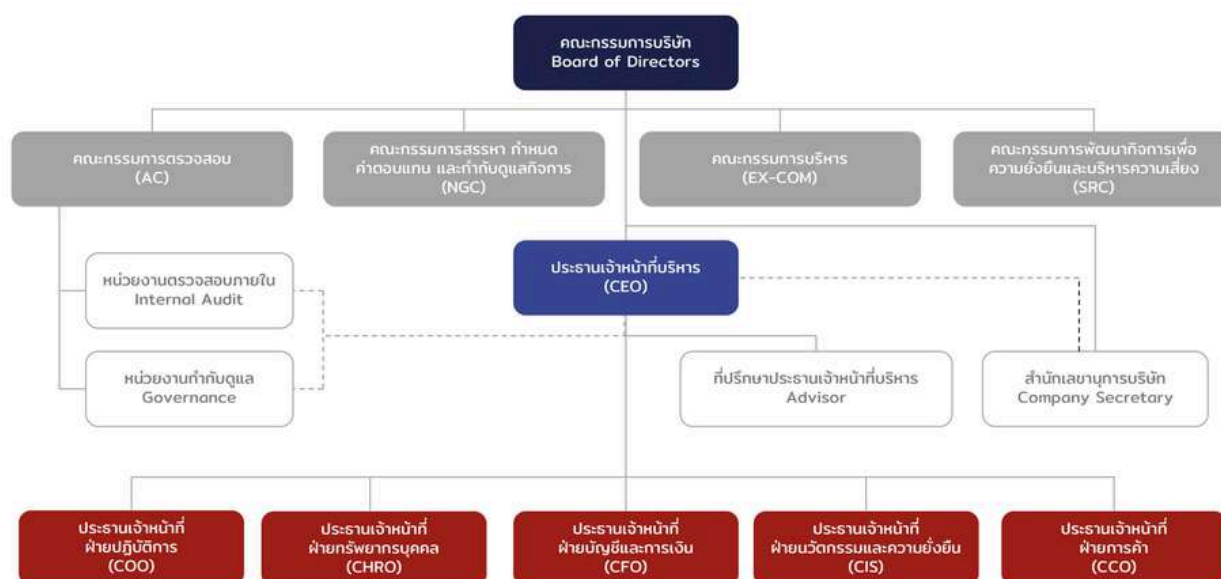 คณะกรรมการบริษัท
Board of Directors
คณะกรรมการตรวจสอบ
(AC)
คณะกรรมการสรรหา กำหนด
ค่าตอบแทน และกำกับดูแลกิจการ
(NGC)
คณะกรรมการบริหาร
(EX-COM)
คณะกรรมการพัฒนากิจการเพื่อ
ความยั่งยืนและบริหารความเสี่ยง
(SRC)
หน่วยงานตรวจสอบภายใน
Internal Audit
ประธานเจ้าหน้าที่บริหาร
(CEO)
หน่วยงานกำกับดูแล
Governance
ที่ปรึกษาประธานเจ้าหน้าที่บริหาร
Advisor
สำนักเลขานุการบริษัท
Company Secretary
ประธานเจ้าหน้าที่
ฝ่ายปฏิบัติการ
(COO)
ประธานเจ้าหน้าที่
ฝ่ายทรัพยากรบุคคล
(CHRO)
ประธานเจ้าหน้าที่
ฝ่ายบัญชีและการเงิน
(CFO)
ประธานเจ้าหน้าที่
ฝ่ายนวัตกรรมและความยั่งยืน
(CIS)
ประธานเจ้าหน้าที่
ฝ่ายการค้า
(CCO)